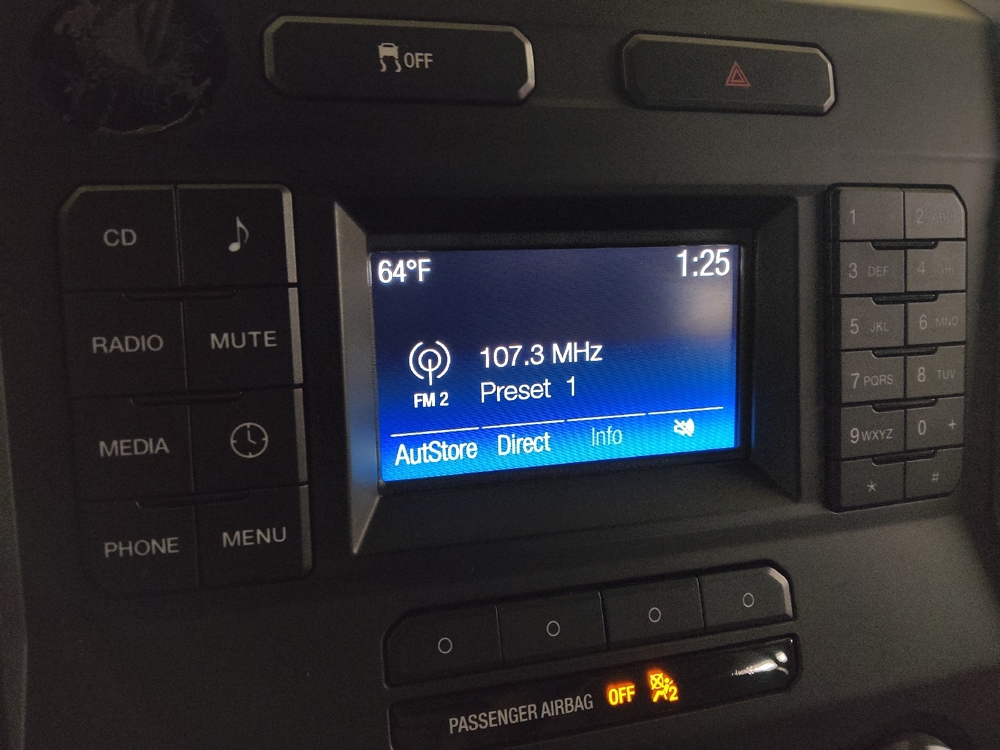 OFF
CD
RADIO MUTE
MEDIA
PHONE MENU
64°F 1:25
107.3 MHz
FM 2 Preset 1
AutStore Direct Info
1 2 ABC
3 DEF 4 GHI
5 JKL 6 MNO
7 PQRS 8 TUV
9 WXYZ 0 +
* #
PASSENGER AIRBAG OFF 2